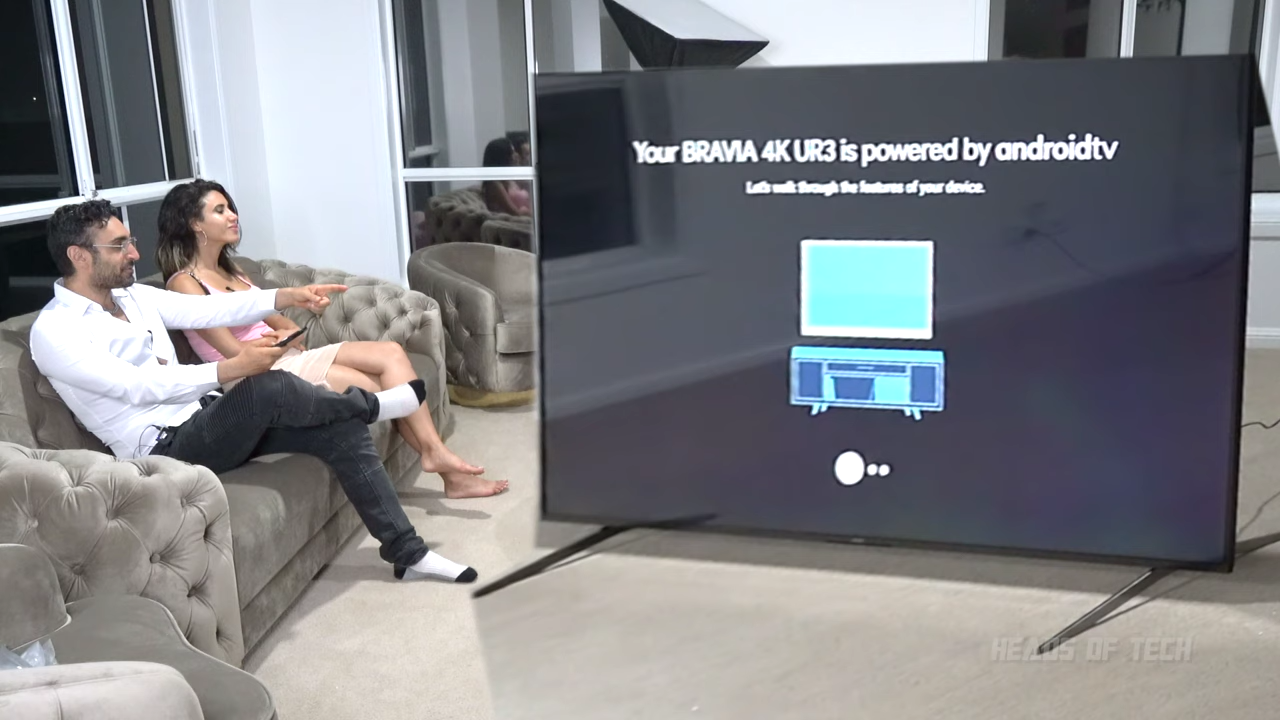 Your BRAVIA 4K UR3 is powered by androidtv
Let's walk through the features of your device.
HEADS OF TECH